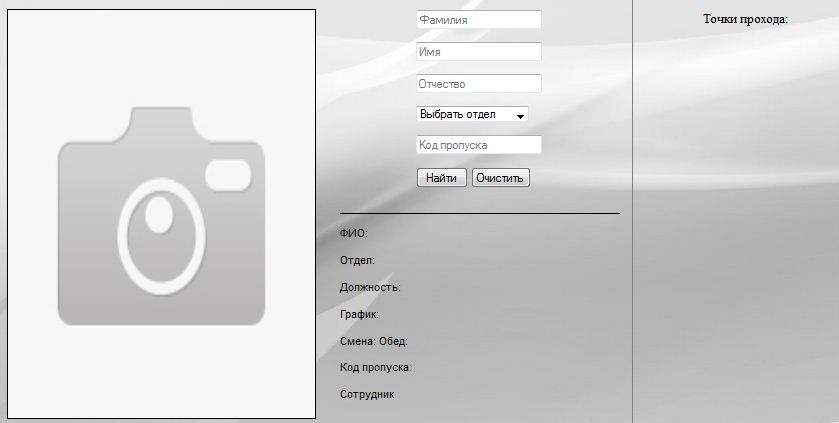 Фамилия
Имя
Отчество
Выбрать отдел
Код пропуска
Найти Очистить
ФИО:
Отдел:
Должность:
График:
Смена: Обед:
Код пропуска:
Сотрудник
Точки прохода: